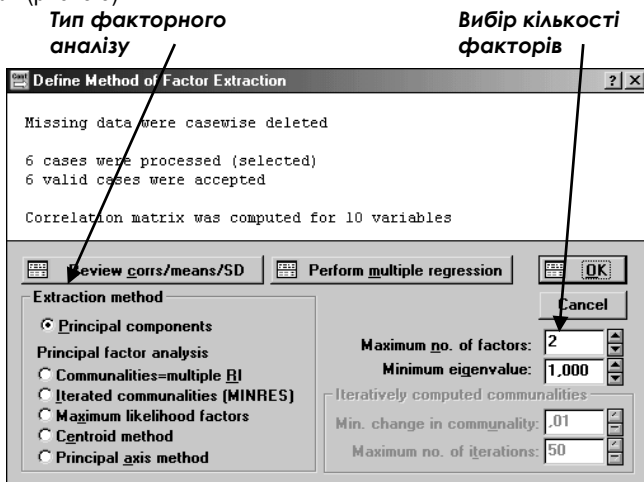 Тип факторного
аналізу
Вибір кількості
факторів
Define Method of Factor Extraction
Missing data were casewise deleted
6 cases were processed (selected)
6 valid cases were accepted
Correlation matrix was computed for 10 variables
Review corrs/means/SD
Perform multiple regression
OK
Cancel
Extraction method
Principal components
Principal factor analysis
Communalities=multiple RI
Iterated communalities (MINRES)
Maximum likelihood factors
Centroid method
Principal axis method
Maximum no. of factors: 2
Minimum eigenvalue: 1,000
Iteratively computed communalities
Min. change in communality: ,01
Maximum no. of iterations: 50